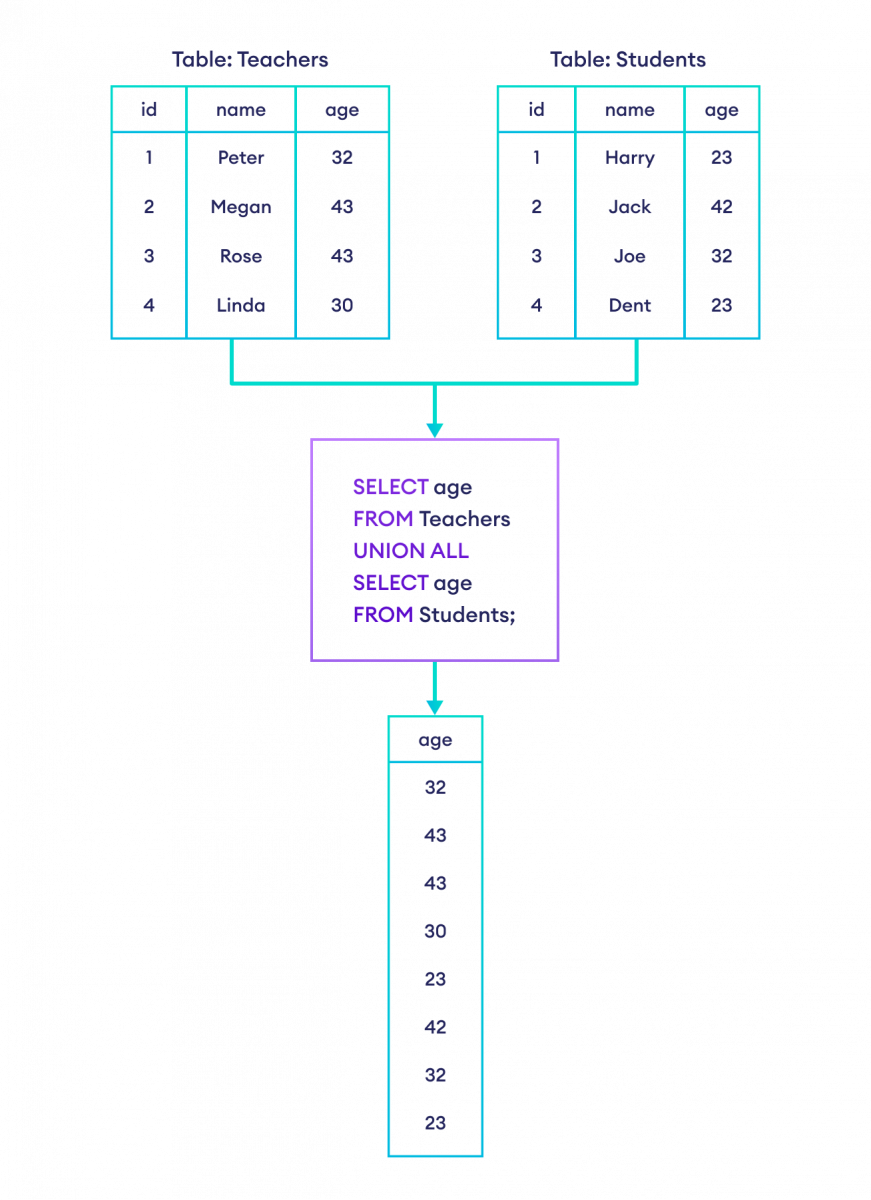 Table: Teachers
id name age
1 Peter 32
2 Megan 43
3 Rose 43
4 Linda 30
Table: Students
id name age
1 Harry 23
2 Jack 42
3 Joe 32
4 Dent 23
SELECT age
FROM Teachers
UNION ALL
SELECT age
FROM Students;
age
32
43
43
30
23
42
32
23